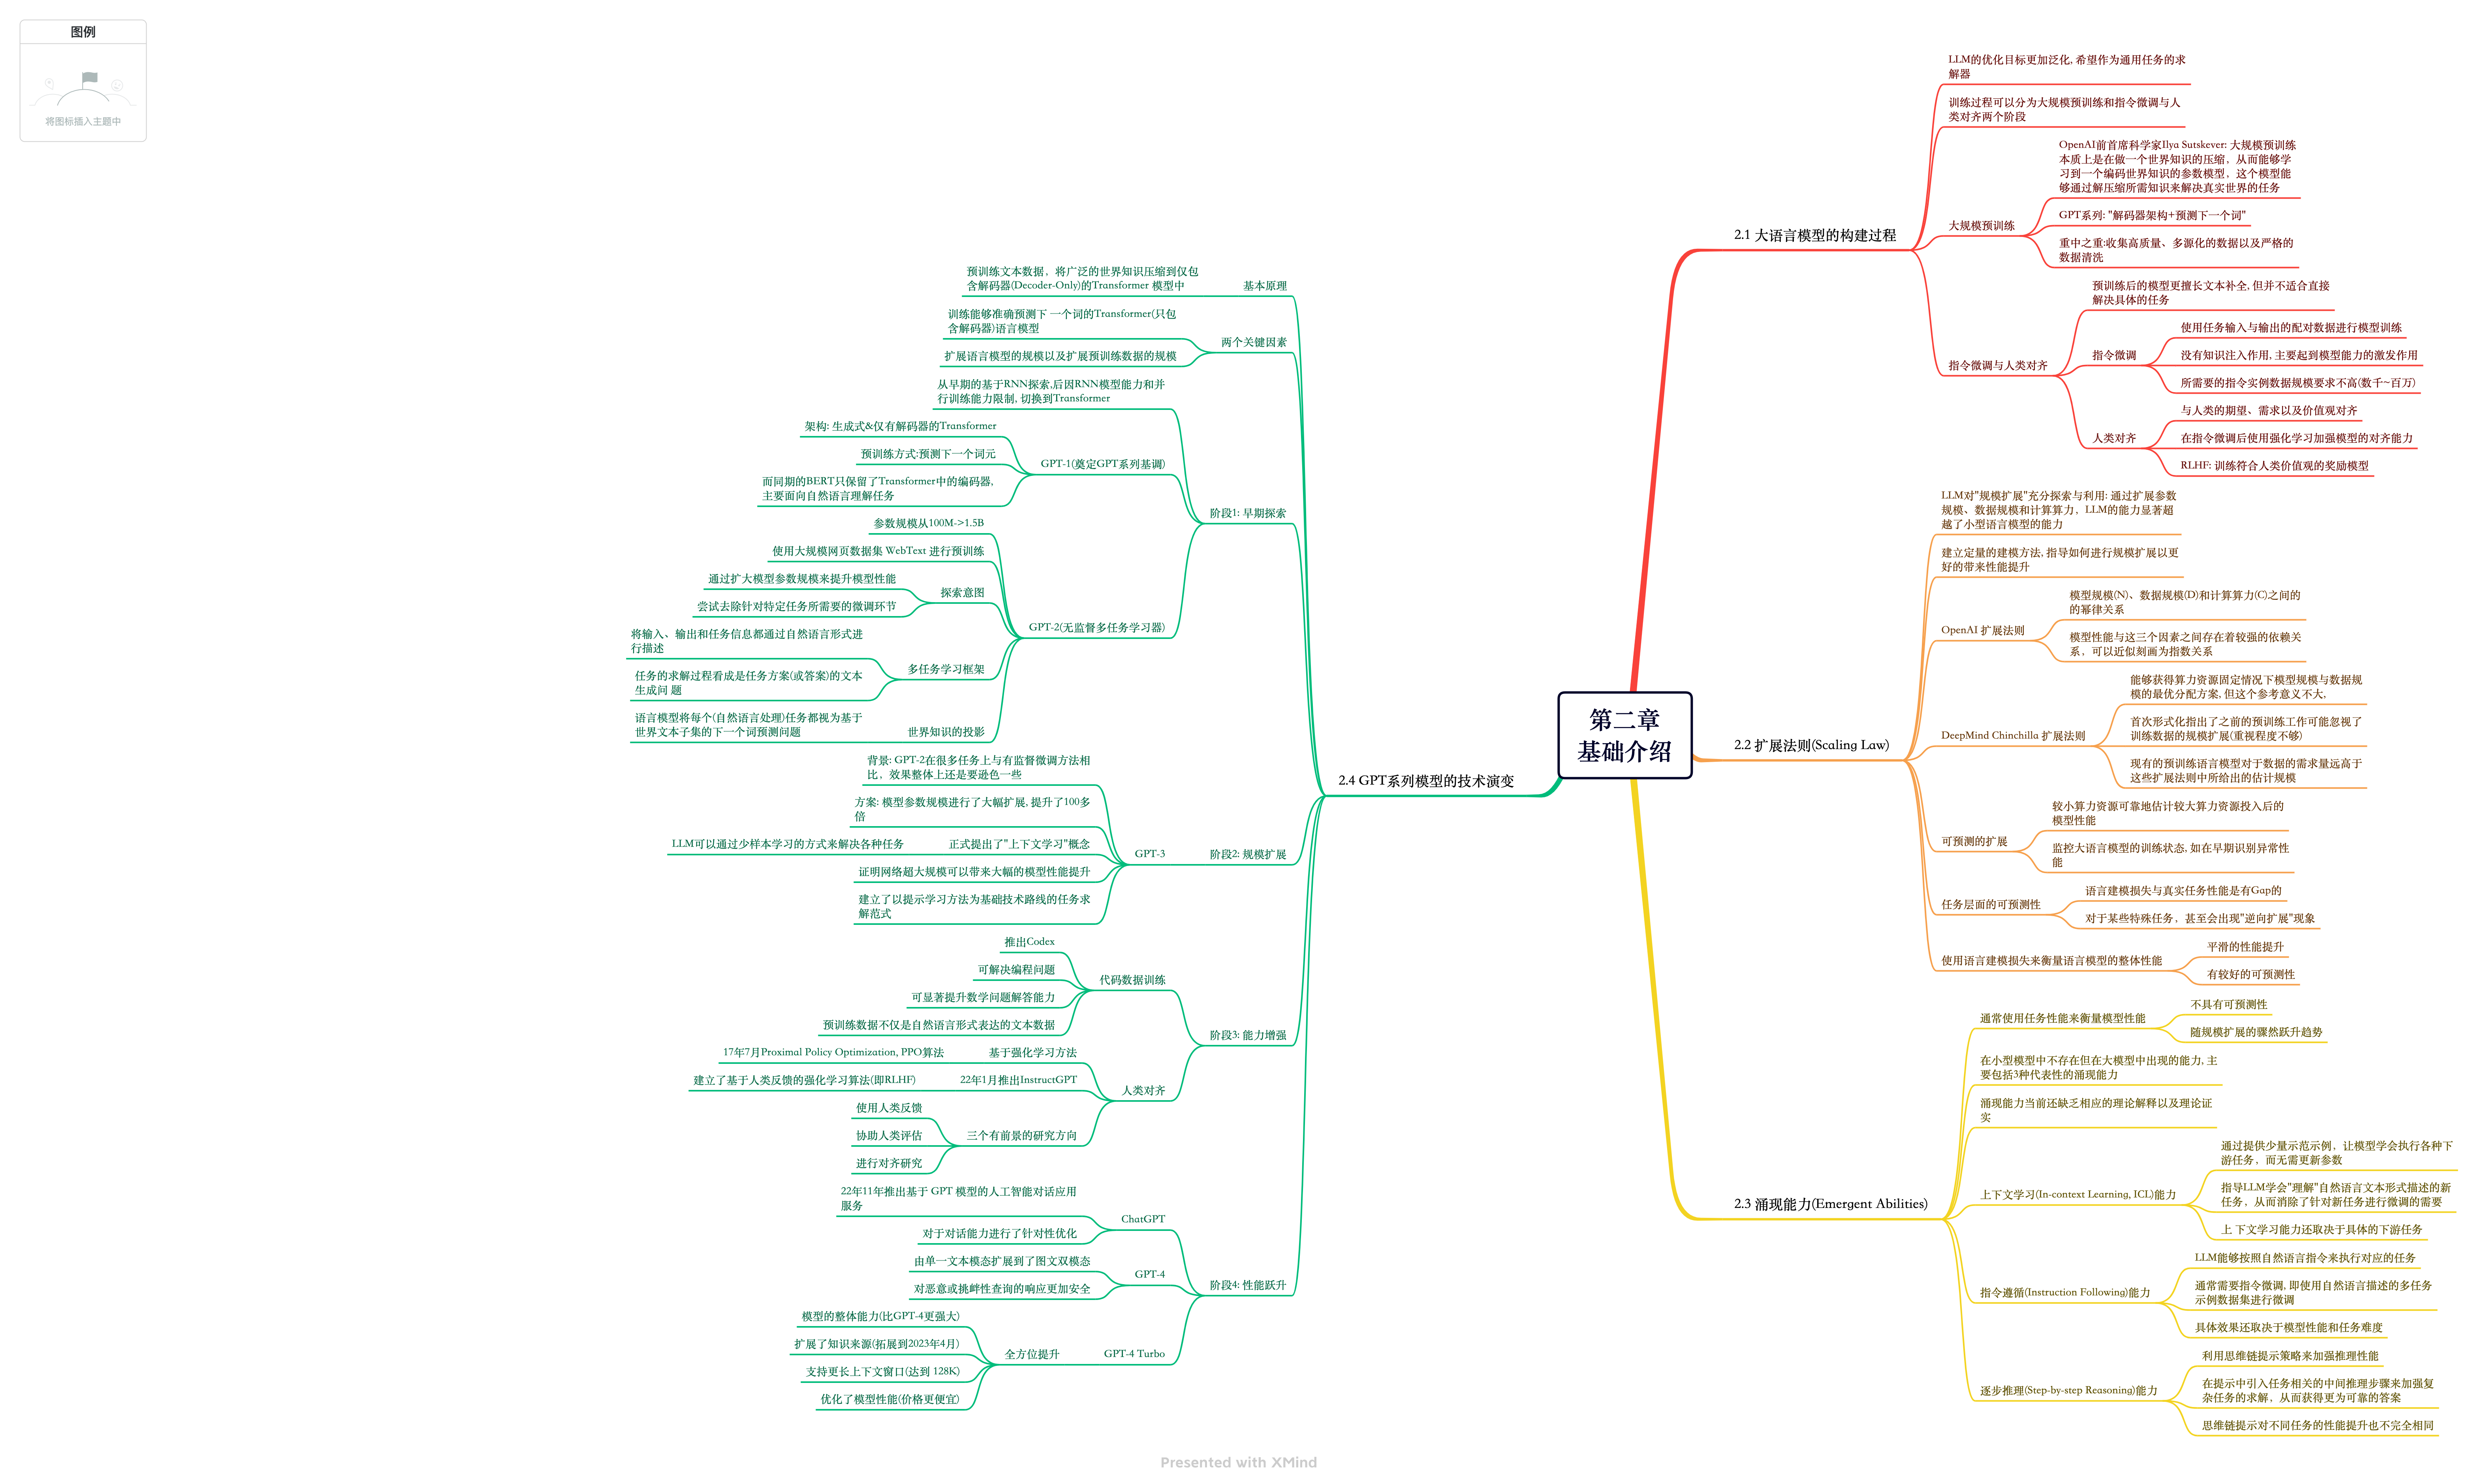 图例
将图标插入主题中
第二章
基础介绍
2.1 大语言模型的构建过程
LLM的优化目标更加泛化, 希望作为通用任务的求
解器
训练过程可以分为大规模预训练和指令微调与人
类对齐两个阶段
大规模预训练
OpenAI前首席科学家Ilya Sutskever: 大规模预训练
本质上是在做一个世界知识的压缩，从而能够学
习到一个编码世界知识的参数模型，这个模型能
够通过解压缩所需知识来解决真实世界的任务
GPT系列: "解码器架构+预测下一个词"
重中之重:收集高质量、多源化的数据以及严格的
数据清洗
指令微调与人类对齐
预训练后的模型更擅长文本补全, 但并不适合直接
解决具体的任务
指令微调
使用任务输入与输出的配对数据进行模型训练
没有知识注入作用, 主要起到模型能力的激发作用
所需要的指令实例数据规模要求不高(数千~百万)
人类对齐
与人类的期望、需求以及价值观对齐
在指令微调后使用强化学习加强模型的对齐能力
RLHF: 训练符合人类价值观的奖励模型
2.2 扩展法则(Scaling Law)
LLM对"规模扩展"充分探索与利用: 通过扩展参数
规模、数据规模和计算算力，LLM的能力显著超
越了小型语言模型的能力
建立定量的建模方法, 指导如何进行规模扩展以更
好的带来性能提升
OpenAI 扩展法则
模型规模(N)、数据规模(D)和计算算力(C)之间的
的幂律关系
模型性能与这三个因素之间存在着较强的依赖关
系，可以近似刻画为指数关系
DeepMind Chinchilla 扩展法则
能够获得算力资源固定情况下模型规模与数据规
模的最优分配方案, 但这个参考意义不大,
首次形式化指出了之前的预训练工作可能忽视了
训练数据的规模扩展(重视程度不够)
现有的预训练语言模型对于数据的需求量远高于
这些扩展法则中所给出的估计规模
可预测的扩展
较小算力资源可靠地估计较大算力资源投入后的
模型性能
监控大语言模型的训练状态, 如在早期识别异常性
能
任务层面的可预测性
语言建模损失与真实任务性能是有Gap的
对于某些特殊任务，甚至会出现"逆向扩展"现象
使用语言建模损失来衡量语言模型的整体性能
平滑的性能提升
有较好的可预测性
2.3 涌现能力(Emergent Abilities)
通常使用任务性能来衡量模型性能
不具有可预测性
随规模扩展的骤然跃升趋势
在小型模型中不存在但在大模型中出现的能力, 主
要包括3种代表性的涌现能力
涌现能力当前还缺乏相应的理论解释以及理论证
实
上下文学习(In-context Learning, ICL)能力
通过提供少量示范示例，让模型学会执行各种下
游任务，而无需更新参数
指导LLM学会"理解"自然语言文本形式描述的新
任务，从而消除了针对新任务进行微调的需要
上 下文学习能力还取决于具体的下游任务
指令遵循(Instruction Following)能力
LLM能够按照自然语言指令来执行对应的任务
通常需要指令微调, 即使用自然语言描述的多任务
示例数据集进行微调
具体效果还取决于模型性能和任务难度
逐步推理(Step-by-step Reasoning)能力
利用思维链提示策略来加强推理性能
在提示中引入任务相关的中间推理步骤来加强复
杂任务的求解，从而获得更为可靠的答案
思维链提示对不同任务的性能提升也不完全相同
2.4 GPT系列模型的技术演变
基本原理
预训练文本数据，将广泛的世界知识压缩到仅包
含解码器(Decoder-Only)的Transformer 模型中
两个关键因素
训练能够准确预测下 一个词的Transformer(只包
含解码器)语言模型
扩展语言模型的规模以及扩展预训练数据的规模
阶段1: 早期探索
从早期的基于RNN探索,后因RNN模型能力和并
行训练能力限制, 切换到Transformer
GPT-1(奠定GPT系列基调)
架构: 生成式&仅有解码器的Transformer
预训练方式:预测下一个词元
而同期的BERT只保留了Transformer中的编码器,
主要面向自然语言理解任务
GPT-2(无监督多任务学习器)
参数规模从100M->1.5B
使用大规模网页数据集 WebText 进行预训练
探索意图
通过扩大模型参数规模来提升模型性能
尝试去除针对特定任务所需要的微调环节
多任务学习框架
将输入、输出和任务信息都通过自然语言形式进
行描述
任务的求解过程看成是任务方案(或答案)的文本
生成问 题
世界知识的投影
语言模型将每个(自然语言处理)任务都视为基于
世界文本子集的下一个词预测问题
阶段2: 规模扩展
GPT-3
背景: GPT-2在很多任务上与有监督微调方法相
比，效果整体上还是要逊色一些
方案: 模型参数规模进行了大幅扩展, 提升了100多
倍
正式提出了"上下文学习"概念
LLM可以通过少样本学习的方式来解决各种任务
证明网络超大规模可以带来大幅的模型性能提升
建立了以提示学习方法为基础技术路线的任务求
解范式
阶段3: 能力增强
代码数据训练
推出Codex
可解决编程问题
可显著提升数学问题解答能力
预训练数据不仅是自然语言形式表达的文本数据
人类对齐
基于强化学习方法
17年7月Proximal Policy Optimization, PPO算法
22年1月推出InstructGPT
建立了基于人类反馈的强化学习算法(即RLHF)
三个有前景的研究方向
使用人类反馈
协助人类评估
进行对齐研究
阶段4: 性能跃升
ChatGPT
22年11年推出基于 GPT 模型的人工智能对话应用
服务
对于对话能力进行了针对性优化
GPT-4
由单一文本模态扩展到了图文双模态
对恶意或挑衅性查询的响应更加安全
GPT-4 Turbo
全方位提升
模型的整体能力(比GPT-4更强大)
扩展了知识来源(拓展到2023年4月)
支持更长上下文窗口(达到 128K)
优化了模型性能(价格更便宜)
Presented with XMind